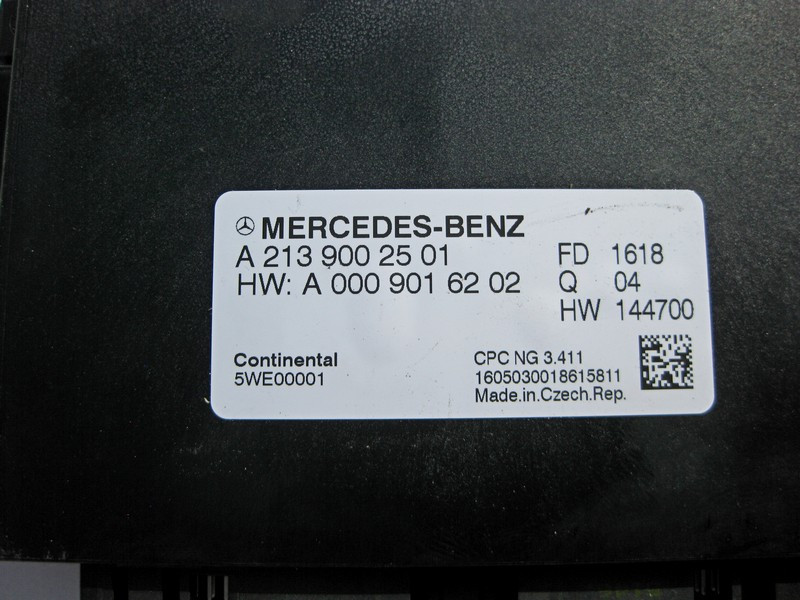 MERCEDES-BENZ
A 213 900 25 01 FD 1618
HW: A 000 901 62 02 Q 04
HW 144700
Continental CPC NG 3.411
5WE00001 1605030018615811
Made.in.Czech.Rep.